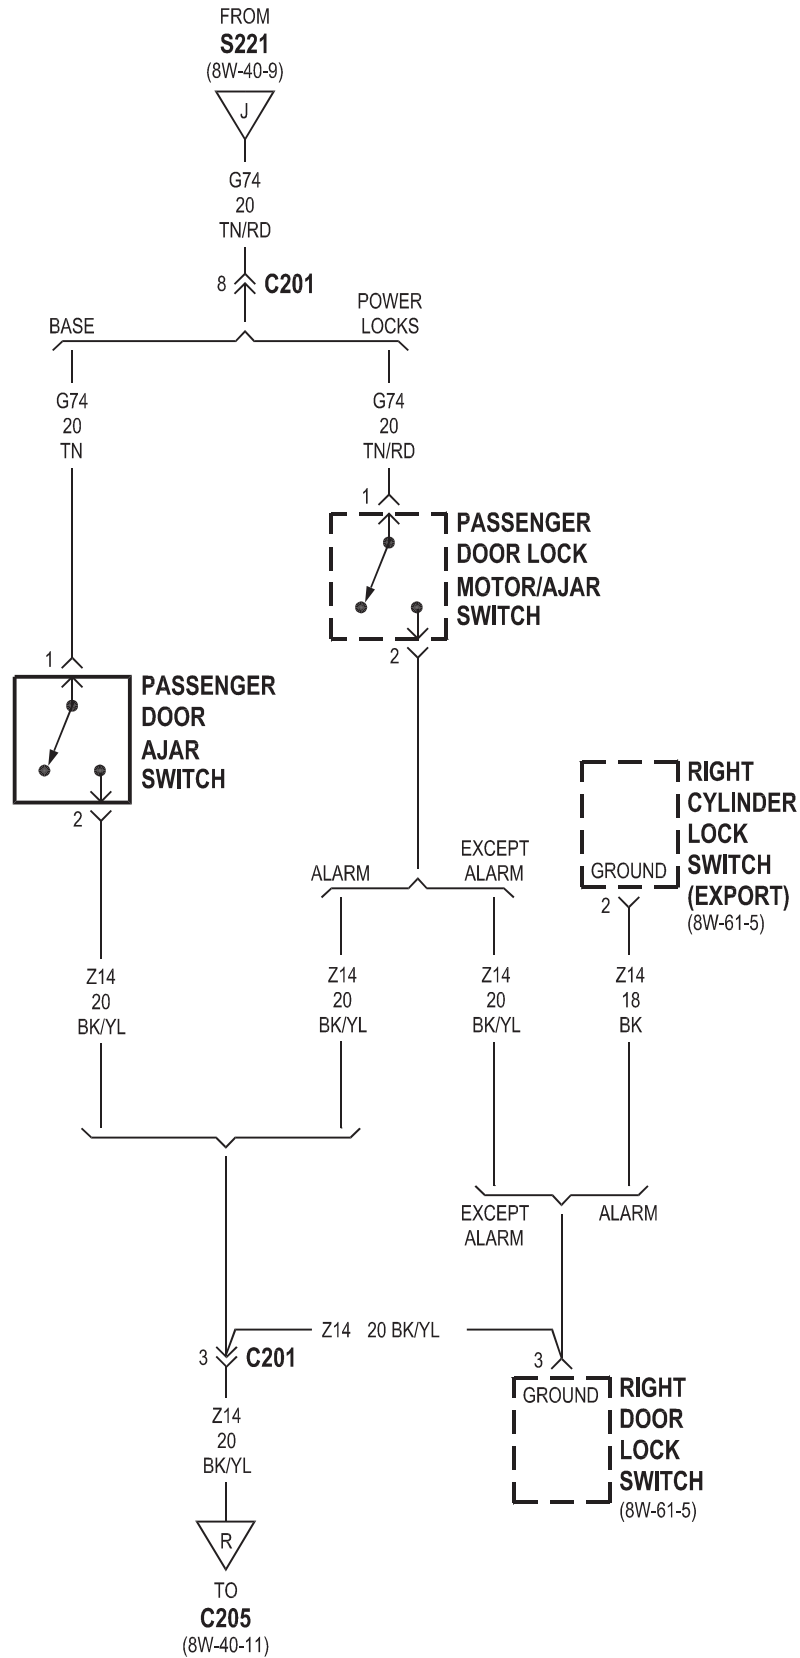 FROM
S221
(8W-40-9)
J
G74
20
TN/RD
8 C201
BASE
POWER
LOCKS
G74
20
TN
G74
20
TN/RD
1
PASSENGER
DOOR LOCK
MOTOR/AJAR
SWITCH
2
1
PASSENGER
DOOR
AJAR
SWITCH
2
RIGHT
CYLINDER
LOCK
SWITCH
(EXPORT)
(8W-61-5)
GROUND
2
ALARM
EXCEPT
ALARM
Z14
20
BK/YL
Z14
20
BK/YL
Z14
20
BK/YL
Z14
18
BK
EXCEPT
ALARM
ALARM
Z14 20 BK/YL
3 C201
3
GROUND
RIGHT
DOOR
LOCK
SWITCH
(8W-61-5)
Z14
20
BK/YL
R
TO
C205
(8W-40-11)